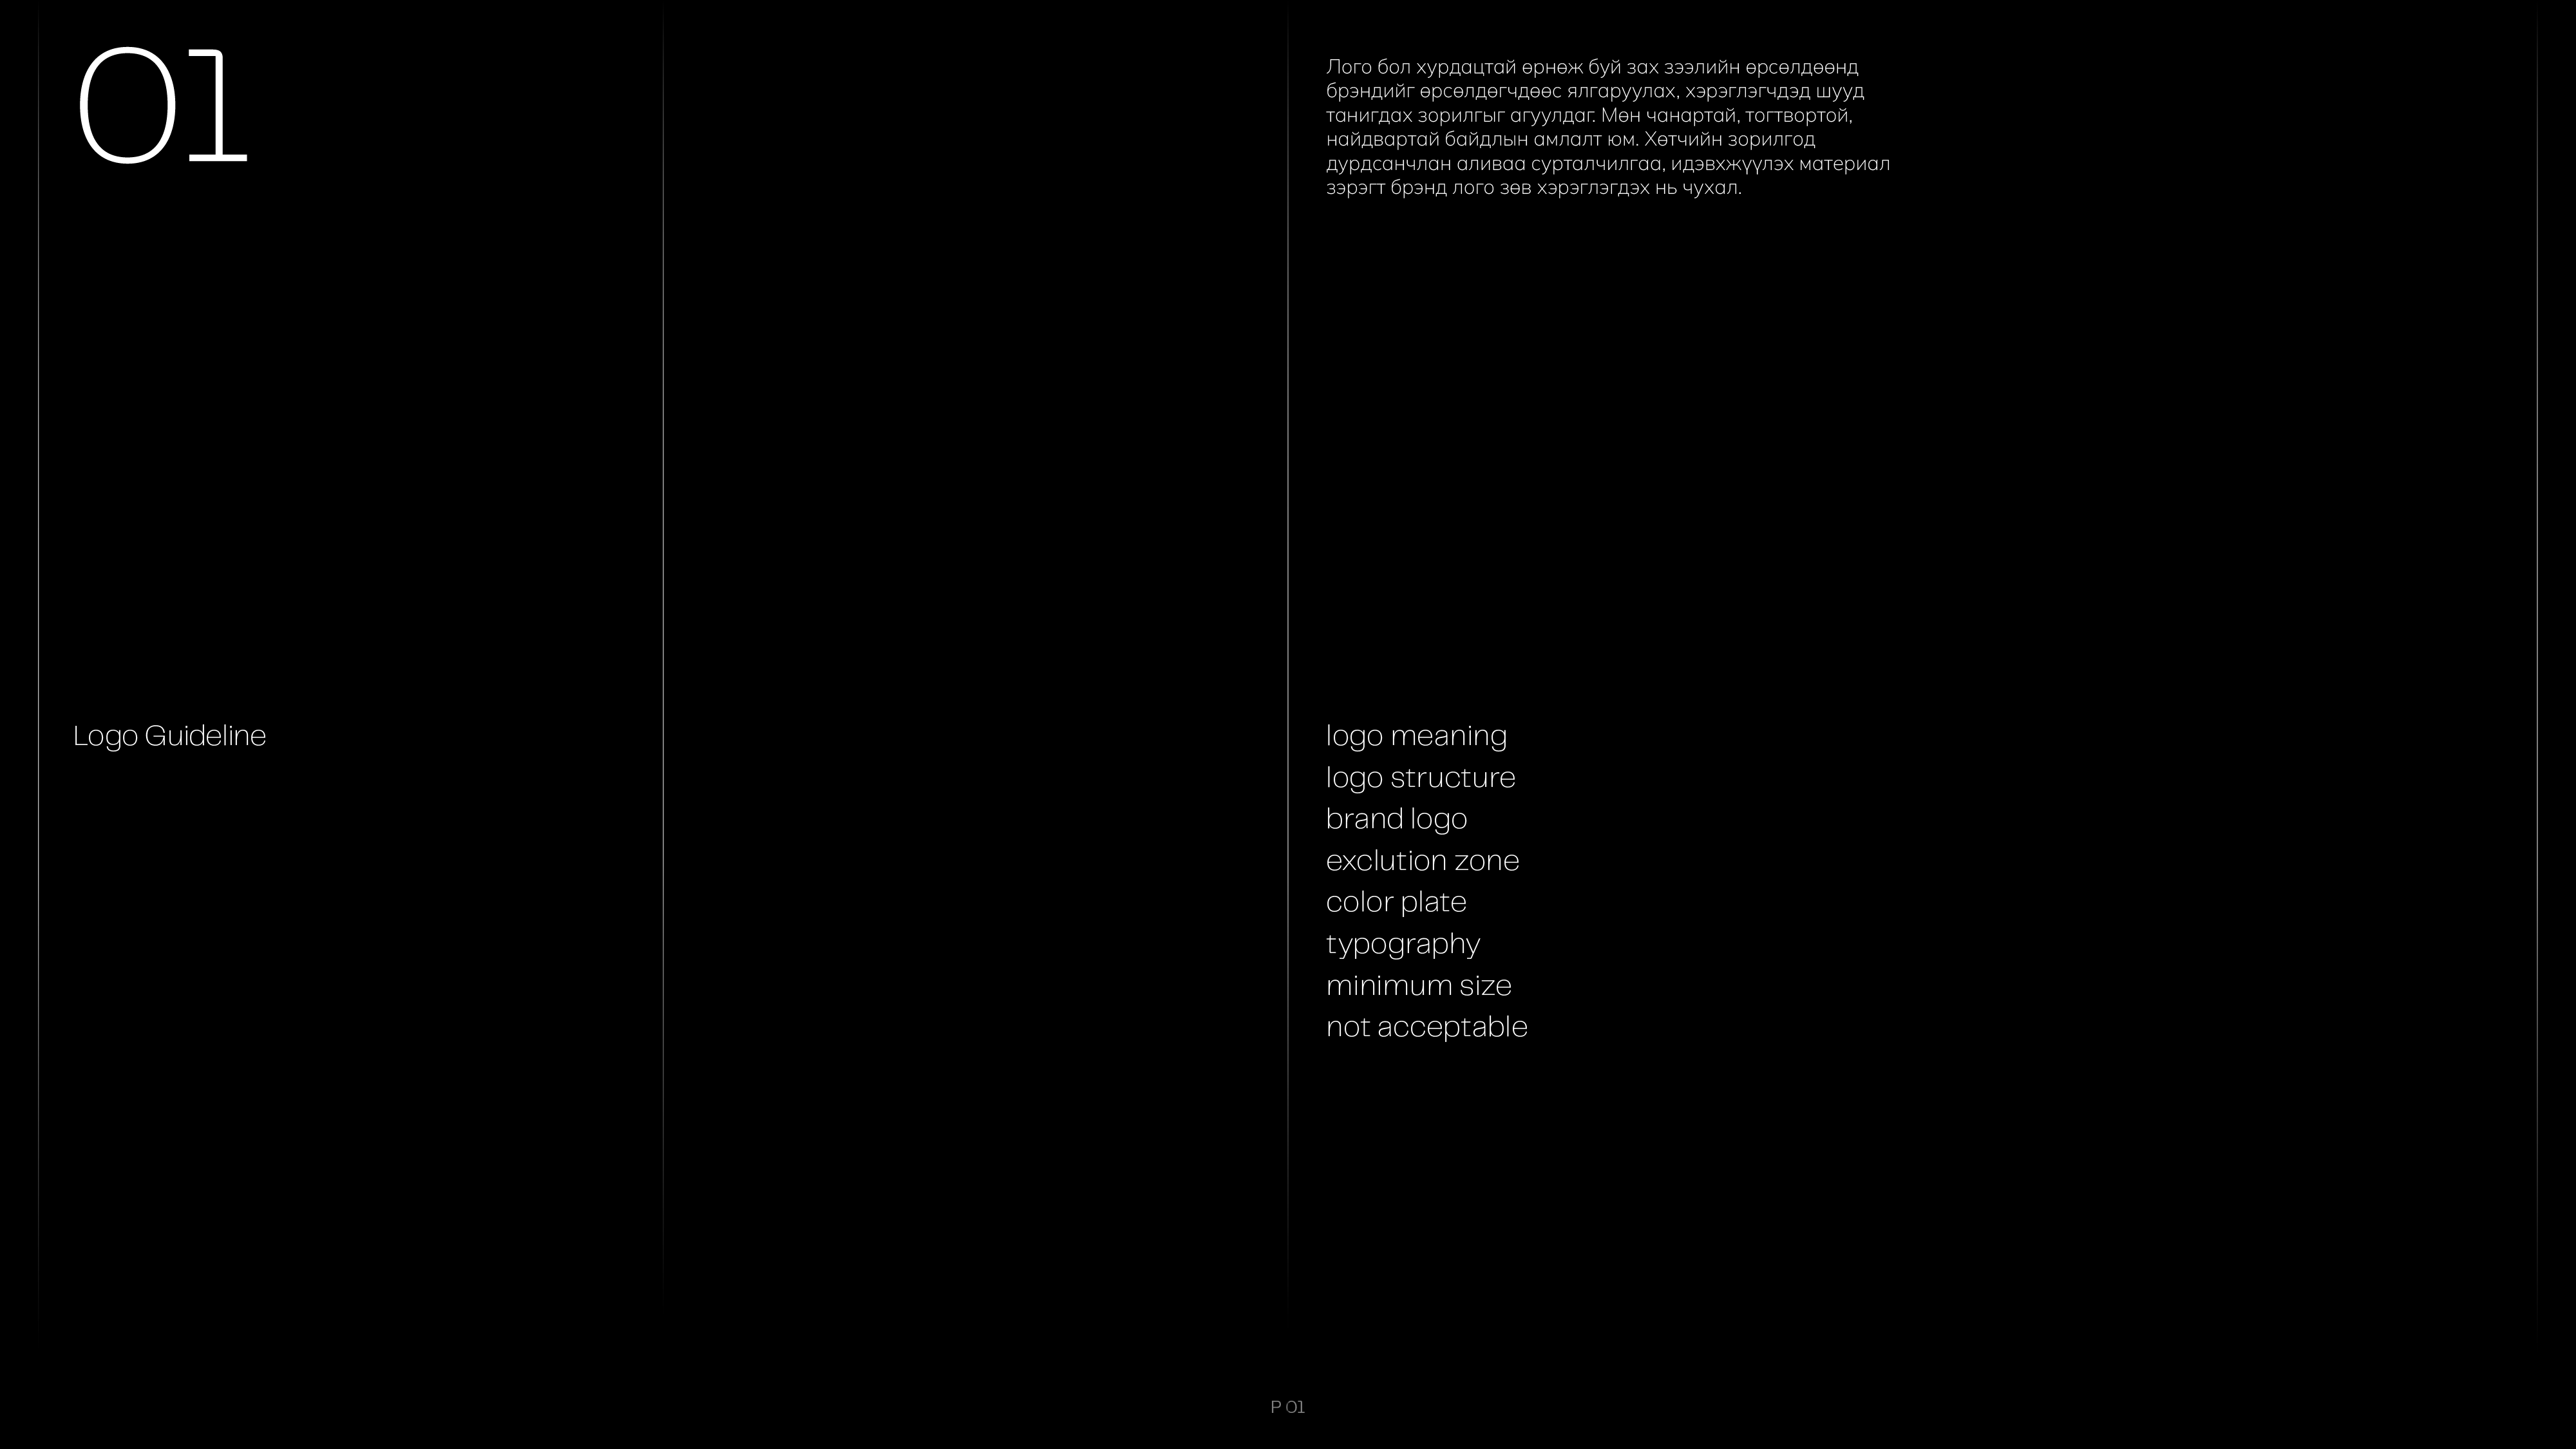 01
Лого бол хурдацтай өрнөж буй зах зээлийн өрсөлдөөнд
брэндийг өрсөлдөгчдөөс ялгаруулах, хэрэглэгчдэд шууд
танигдах зорилгыг агуулдаг. Мөн чанартай, тогтвортой,
найдвартай байдлын амлалт юм. Хөтчийн зорилгод
дурдсанчлан аливаа сурталчилгаа, идэвхжүүлэх материал
зэрэгт брэнд лого зөв хэрэглэгдэх нь чухал.
Logo Guideline
logo meaning
logo structure
brand logo
exclution zone
color plate
typography
minimum size
not acceptable
P 01